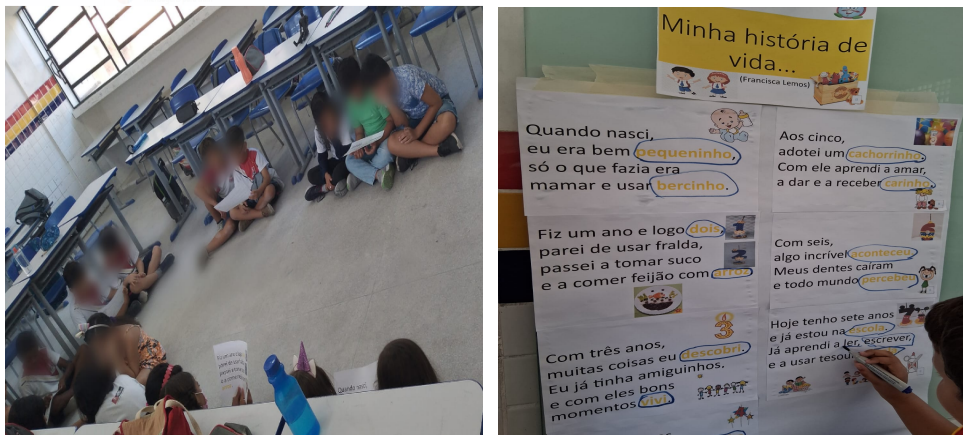 Quando nasci,
Minha história de
vida...
(Francisca Lemos)
Quando nasci,
eu era bem pequeninho,
só o que fazia era
mamar e usar bercinho.
Fiz um ano e logo dois,
parei de usar fralda,
passei a tomar suco
e a comer feijão com arroz
Com três anos,
muitas coisas eu descobri.
Eu já tinha amiguinhos.
e com eles bons
momentos vivi.
Aos cinco,
adotei um cachorrinho.
Com ele aprendi a amar,
a dar e a receber carinho.
Com seis,
algo incrível aconteceu.
Meus dentes caíram
e todo mundo percebeu.
Hoje tenho sete anos
e já estou na escola.
Já aprendi a ler, escrever,
e a usar